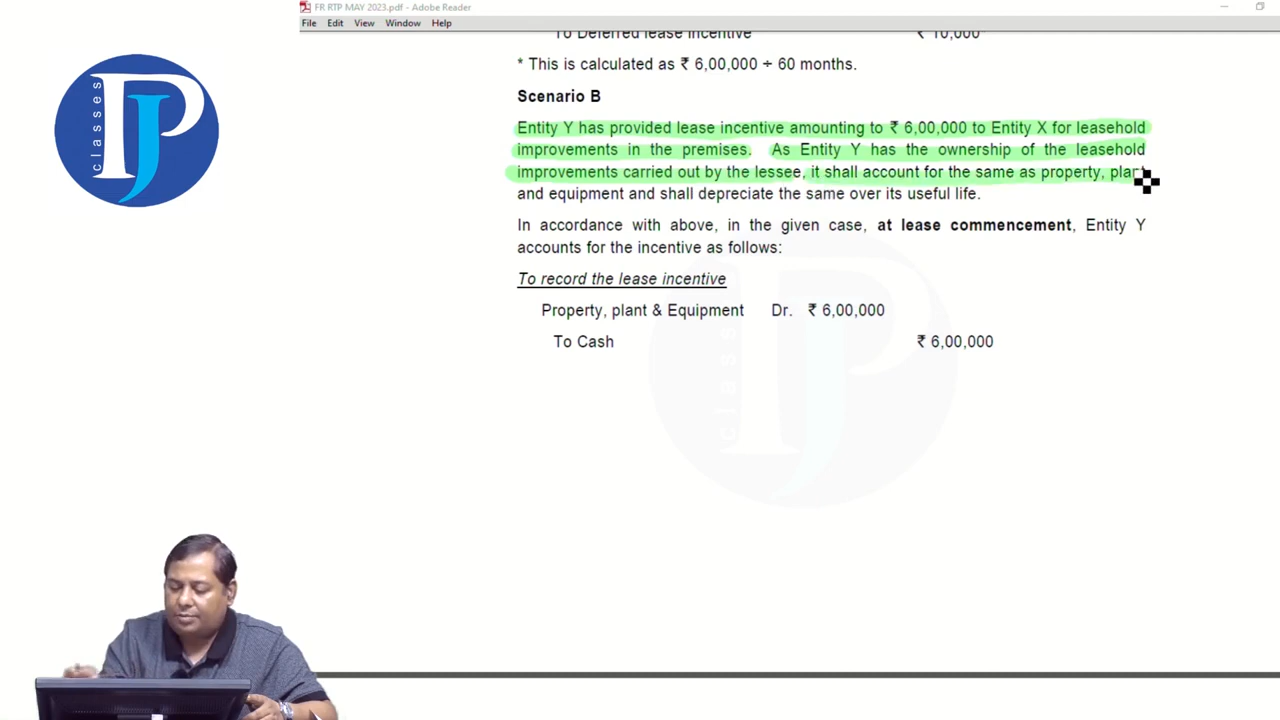 FR RTP MAY 2023.pdf - Adobe Reader
File Edit View Window Help
To Deferred lease incentive ₹ 10,000*
* This is calculated as ₹ 6,00,000 ÷ 60 months.
Scenario B
Entity Y has provided lease incentive amounting to ₹ 6,00,000 to Entity X for leasehold
improvements in the premises. As Entity Y has the ownership of the leasehold
improvements carried out by the lessee, it shall account for the same as property, plant
and equipment and shall depreciate the same over its useful life.
In accordance with above, in the given case, at lease commencement, Entity Y
accounts for the incentive as follows:
To record the lease incentive
Property, plant & Equipment Dr. ₹ 6,00,000
To Cash ₹ 6,00,000
PJ classes
PJ class